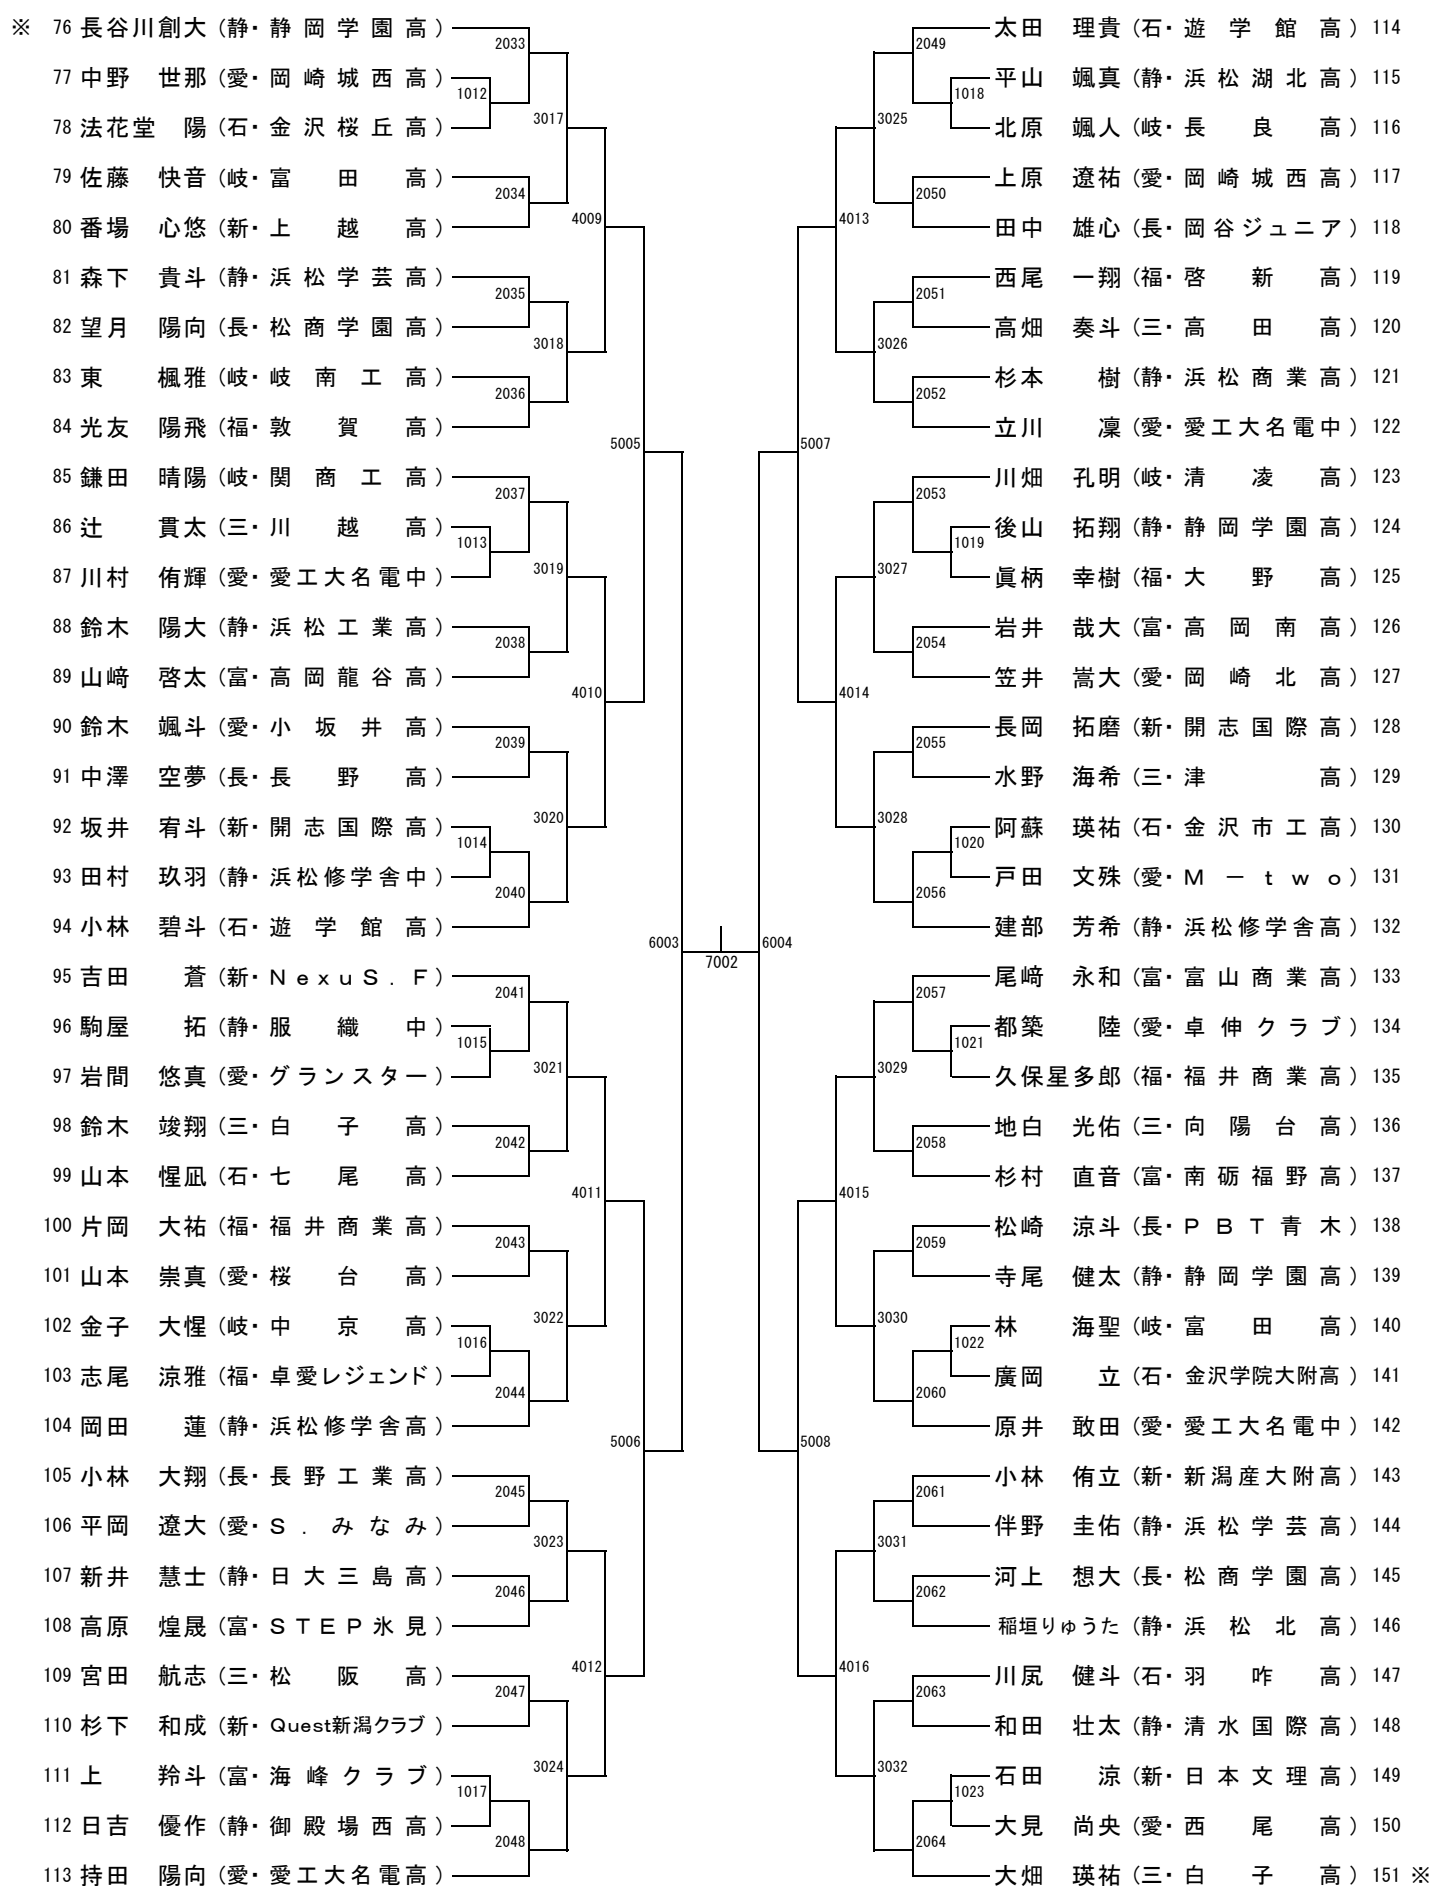 ※ 76 長谷川創大 (静・静岡学園高)
77 中野 世那 (愛・岡崎城西高)
78 法花堂 陽 (石・金沢桜丘高)
79 佐藤 快音 (岐・富田高)
80 番場 心悠 (新・上越高)
81 森下 貴斗 (静・浜松学芸高)
82 望月 陽向 (長・松商学園高)
83 東 楓雅 (岐・岐南工高)
84 光友 陽飛 (福・敦賀高)
85 鎌田 晴陽 (岐・関商工高)
86 辻 貫太 (三・川越高)
87 川村 侑輝 (愛・愛工大名電中)
88 鈴木 陽大 (静・浜松工業高)
89 山﨑 啓太 (富・高岡龍谷高)
90 鈴木 颯斗 (愛・小坂井高)
91 中澤 空夢 (長・長野高)
92 坂井 宥斗 (新・開志国際高)
93 田村 玖羽 (静・浜松修学舎中)
94 小林 碧斗 (石・遊学館高)
95 吉田 蒼 (新・NexuS.F)
96 駒屋 拓 (静・服織中)
97 岩間 悠真 (愛・グランスター)
98 鈴木 竣翔 (三・白子高)
99 山本 惺凪 (石・七尾高)
100 片岡 大祐 (福・福井商業高)
101 山本 崇真 (愛・桜台高)
102 金子 大惺 (岐・中京高)
103 志尾 涼雅 (福・卓愛レジェンド)
104 岡田 蓮 (静・浜松修学舎高)
105 小林 大翔 (長・長野工業高)
106 平岡 遼大 (愛・S.みなみ)
107 新井 慧士 (静・日大三島高)
108 高原 煌晟 (富・STEP氷見)
109 宮田 航志 (三・松阪高)
110 杉下 和成 (新・Quest新潟クラブ)
111 上 羚斗 (富・海峰クラブ)
112 日吉 優作 (静・御殿場西高)
113 持田 陽向 (愛・愛工大名電高)
1012
1013
1014
1015
1016
1017
2033
2034
2035
2036
2037
2038
2039
2040
2041
2042
2043
2044
2045
2046
2047
2048
3017
3018
3019
3020
3021
3022
3023
3024
4009
4010
4011
4012
5005
5006
6003
7002
6004
5007
5008
4013
4014
4015
4016
3025
3026
3027
3028
3029
3030
3031
3032
2049
2050
2051
2052
2053
2054
2055
2056
2057
2058
2059
2060
2061
2062
2063
2064
1018
1019
1020
1021
1022
1023
太田 理貴 (石・遊学館高) 114
平山 颯真 (静・浜松湖北高) 115
北原 颯人 (岐・長良高) 116
上原 遼祐 (愛・岡崎城西高) 117
田中 雄心 (長・岡谷ジュニア) 118
西尾 一翔 (福・啓新高) 119
高畑 奏斗 (三・高田高) 120
杉本 樹 (静・浜松商業高) 121
立川 凜 (愛・愛工大名電中) 122
川畑 孔明 (岐・清凌高) 123
後山 拓翔 (静・静岡学園高) 124
眞柄 幸樹 (福・大野高) 125
岩井 哉大 (富・高岡南高) 126
笠井 嵩大 (愛・岡崎北高) 127
長岡 拓磨 (新・開志国際高) 128
水野 海希 (三・津高) 129
阿蘇 瑛祐 (石・金沢市工高) 130
戸田 文殊 (愛・M－two) 131
建部 芳希 (静・浜松修学舎高) 132
尾﨑 永和 (富・富山商業高) 133
都築 陸 (愛・卓伸クラブ) 134
久保星多郎 (福・福井商業高) 135
地白 光佑 (三・向陽台高) 136
杉村 直音 (富・南砺福野高) 137
松崎 涼斗 (長・PBT青木) 138
寺尾 健太 (静・静岡学園高) 139
林 海聖 (岐・富田高) 140
廣岡 立 (石・金沢学院大附高) 141
原井 敢田 (愛・愛工大名電中) 142
小林 侑立 (新・新潟産大附高) 143
伴野 圭佑 (静・浜松学芸高) 144
河上 想大 (長・松商学園高) 145
稲垣りゅうた (静・浜松北高) 146
川尻 健斗 (石・羽咋高) 147
和田 壮太 (静・清水国際高) 148
石田 涼 (新・日本文理高) 149
大見 尚央 (愛・西尾高) 150
大畑 瑛祐 (三・白子高) 151 ※